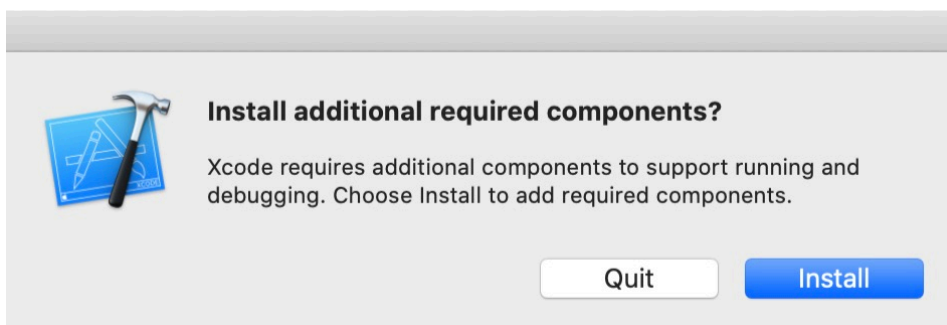 Install additional required components?
Xcode requires additional components to support running and
debugging. Choose Install to add required components.
Quit
Install
XCODE